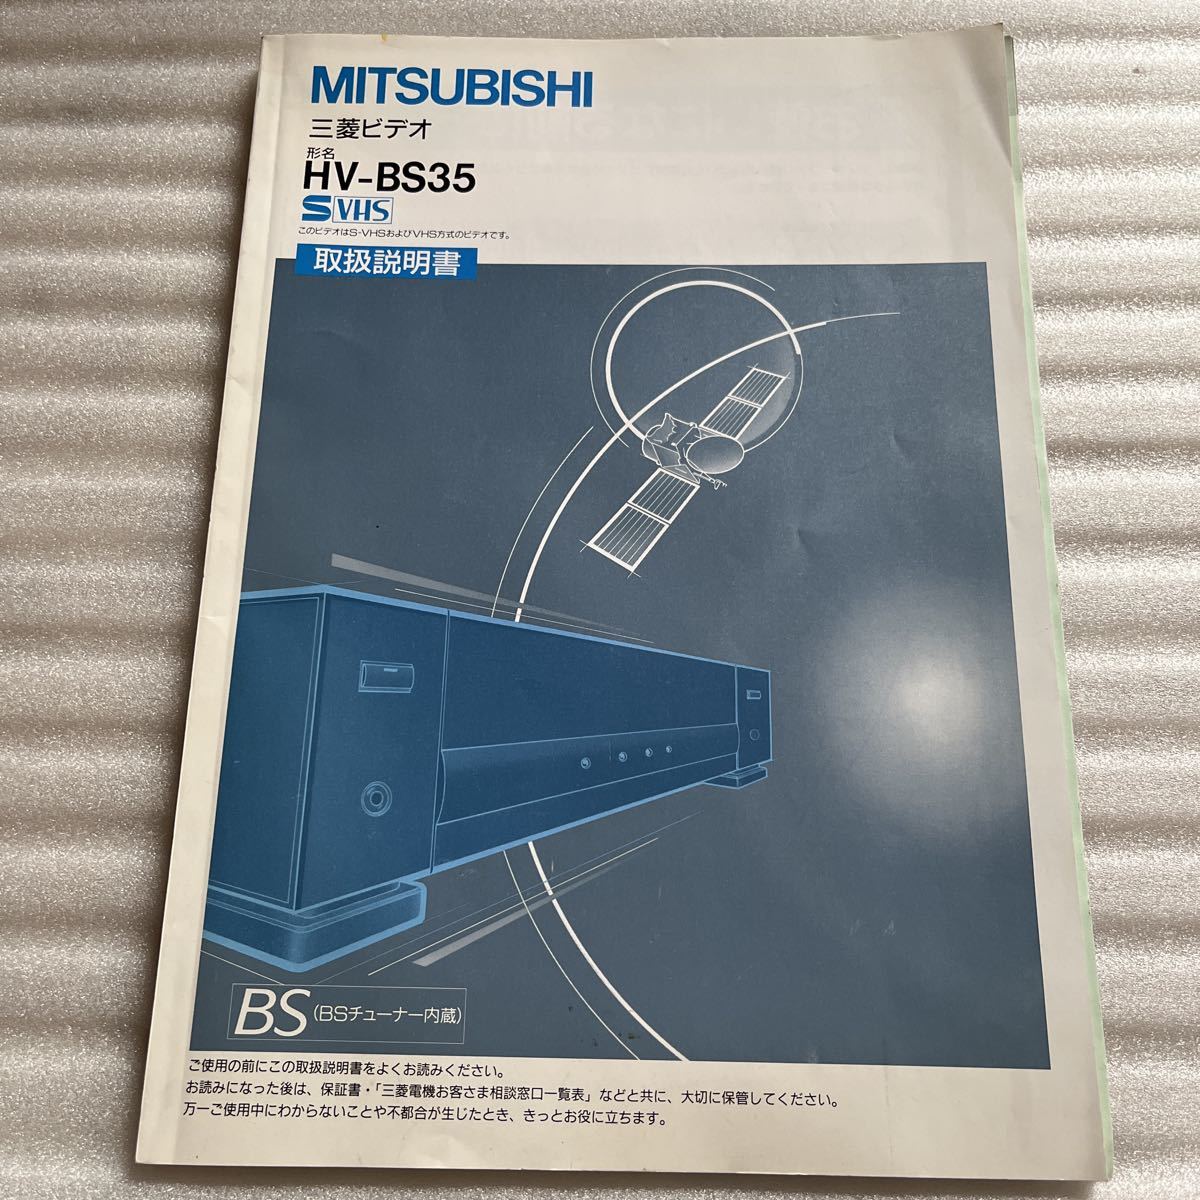 MITSUBISHI
三菱ビデオ
形名
HV-BS35
S VHS
このビデオはS-VHSおよびVHS方式のビデオです。
取扱説明書
BS(BSチューナー内蔵)
ご使用の前にこの取扱説明書をよくお読みください。
お読みになった後は、保証書・「三菱電機お客さま相談窓口一覧表」などと共に、大切に保管してください。
万一ご使用中にわからないことや不都合が生じたとき、きっとお役に立ちます。